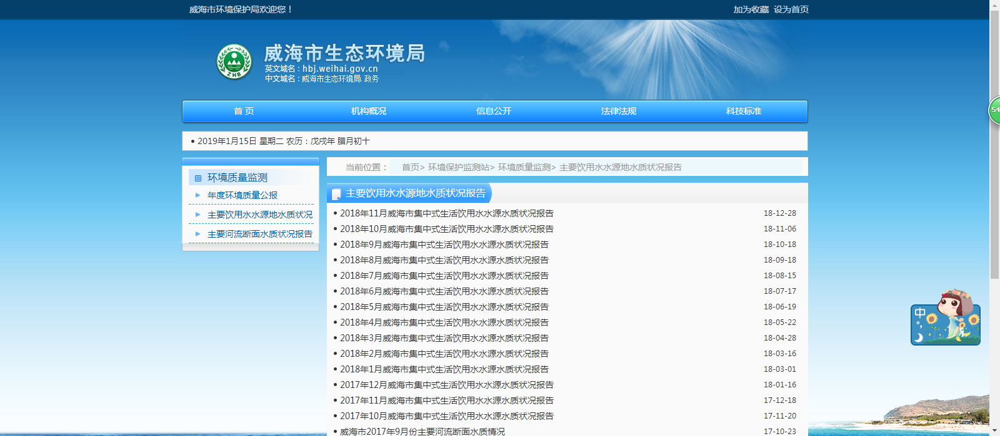 威海市环境保护局欢迎您！
加为收藏 设为首页
威海市生态环境局
英文域名：hbj.weihai.gov.cn
中文域名：威海市生态环境局.政务
ZHB
首 页 机构概况 信息公开 法律法规 科技标准
54
• 2019年1月15日 星期二 农历：戊戌年 腊月初十
环境质量监测
年度环境质量公报
主要饮用水水源地水质状况
主要河流断面水质状况报告
当前位置： 首页> 环境保护监测站> 环境质量监测> 主要饮用水水源地水质状况报告
主要饮用水水源地水质状况报告
• 2018年11月威海市集中式生活饮用水水源水质状况报告 18-12-28
• 2018年10月威海市集中式生活饮用水水源水质状况报告 18-11-06
• 2018年9月威海市集中式生活饮用水水源水质状况报告 18-10-18
• 2018年8月威海市集中式生活饮用水水源水质状况报告 18-09-18
• 2018年7月威海市集中式生活饮用水水源水质状况报告 18-08-15
• 2018年6月威海市集中式生活饮用水水源水质状况报告 18-07-17
• 2018年5月威海市集中式生活饮用水水源水质状况报告 18-06-19
• 2018年4月威海市集中式生活饮用水水源水质状况报告 18-05-22
• 2018年3月威海市集中式生活饮用水水源水质状况报告 18-04-28
• 2018年2月威海市集中式生活饮用水水源水质状况报告 18-03-16
• 2018年1月威海市集中式生活饮用水水源水质状况报告 18-03-01
• 2017年12月威海市集中式生活饮用水水源水质状况报告 18-01-16
• 2017年11月威海市集中式生活饮用水水源水质状况报告 17-12-18
• 2017年10月威海市集中式生活饮用水水源水质状况报告 17-11-20
• 威海市2017年9月份主要河流断面水质情况 17-10-23
中